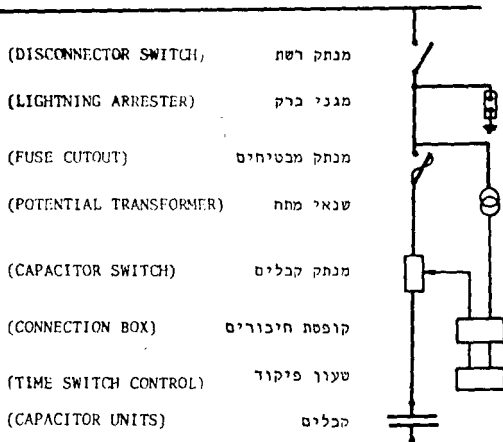 (DISCONNECTOR SWITCH) מנתק רשת
(LIGHTNING ARRESTER) מגני ברק
(FUSE CUTOUT) מנתק מבטיחים
(POTENTIAL TRANSFORMER) שנאי מתח
(CAPACITOR SWITCH) מנתק קבלים
(CONNECTION BOX) קופסת חיבורים
(TIME SWITCH CONTROL) שעון פיקוד
(CAPACITOR UNITS) קבלים